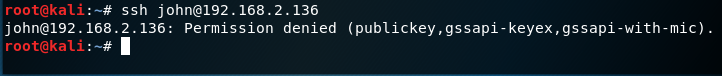 root@kali:~# ssh john@192.168.2.136
john@192.168.2.136: Permission denied (publickey,gssapi-keyex,gssapi-with-mic).
root@kali:~#